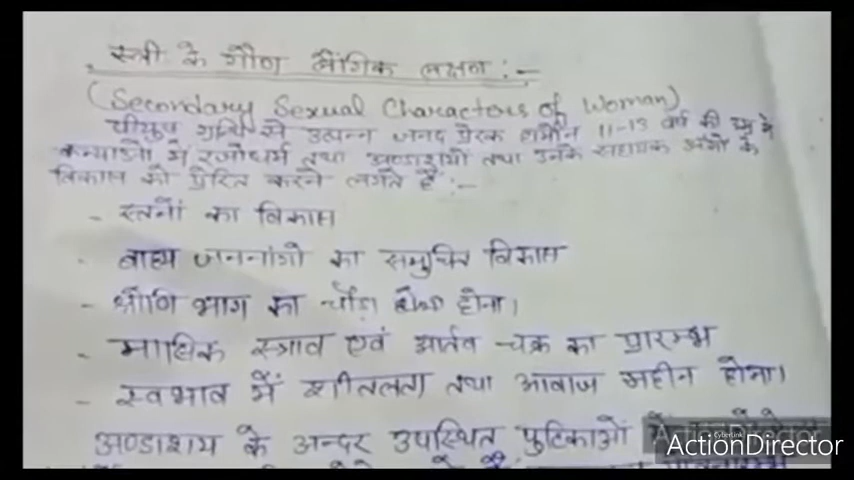 स्त्री के गौण लैंगिक लक्षण :-
(Secondary Sexual Characters of Woman)
पीयूष ग्रन्थि से उत्पन्न जनद प्रेरक हार्मोन 11-13 वर्ष की उम्र में
कन्याओं में रजोधर्म तथा अण्डाशयों तथा उनके सहायक अंगों के
विकास को प्रेरित करने लगते हैं :-
- स्तनों का विकास
- बाह्य जननांगो का समुचित विकास
- श्रोणि भाग का चौड़ा होना।
- मासिक स्त्राव एवं आर्तव चक्र का प्रारम्भ
- स्वभाव में शीतलता तथा आवाज महीन होना।
अण्डाशय के अन्दर उपस्थित पुटिकाओं
CyberLink
ActionDirector